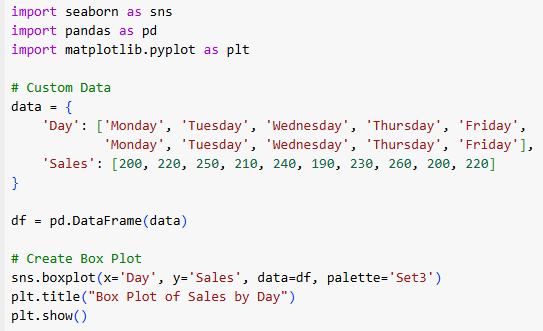 import seaborn as sns
import pandas as pd
import matplotlib.pyplot as plt

# Custom Data
data = {
    'Day': ['Monday', 'Tuesday', 'Wednesday', 'Thursday', 'Friday',
            'Monday', 'Tuesday', 'Wednesday', 'Thursday', 'Friday'],
    'Sales': [200, 220, 250, 210, 240, 190, 230, 260, 200, 220]
}

df = pd.DataFrame(data)

# Create Box Plot
sns.boxplot(x='Day', y='Sales', data=df, palette='Set3')
plt.title("Box Plot of Sales by Day")
plt.show()